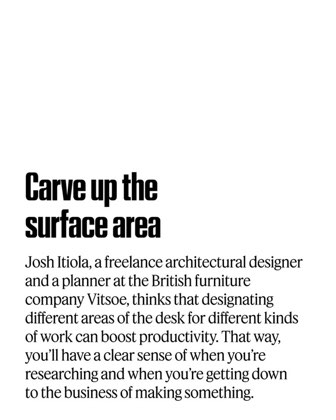 Carve up the
surface area
Josh Itiola, a freelance architectural designer
and a planner at the British furniture
company Vitsoe, thinks that designating
different areas of the desk for different kinds
of work can boost productivity. That way,
you’ll have a clear sense of when you’re
researching and when you’re getting down
to the business of making something.